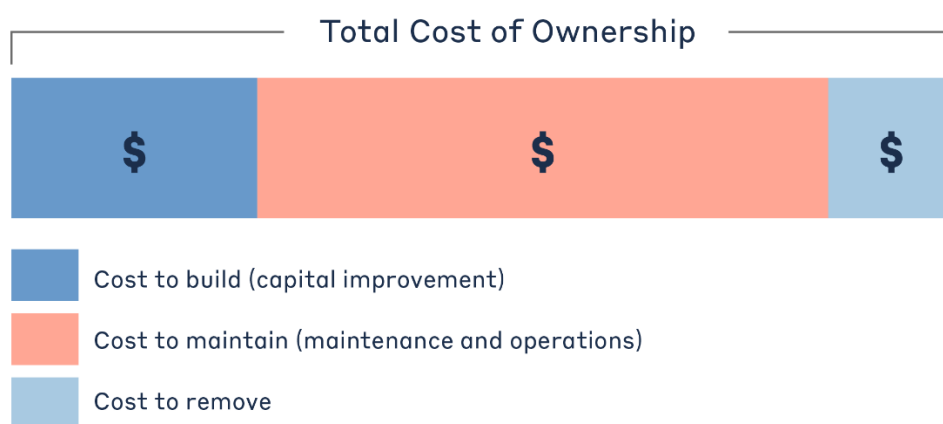 Total Cost of Ownership
$ $ $
Cost to build (capital improvement)
Cost to maintain (maintenance and operations)
Cost to remove